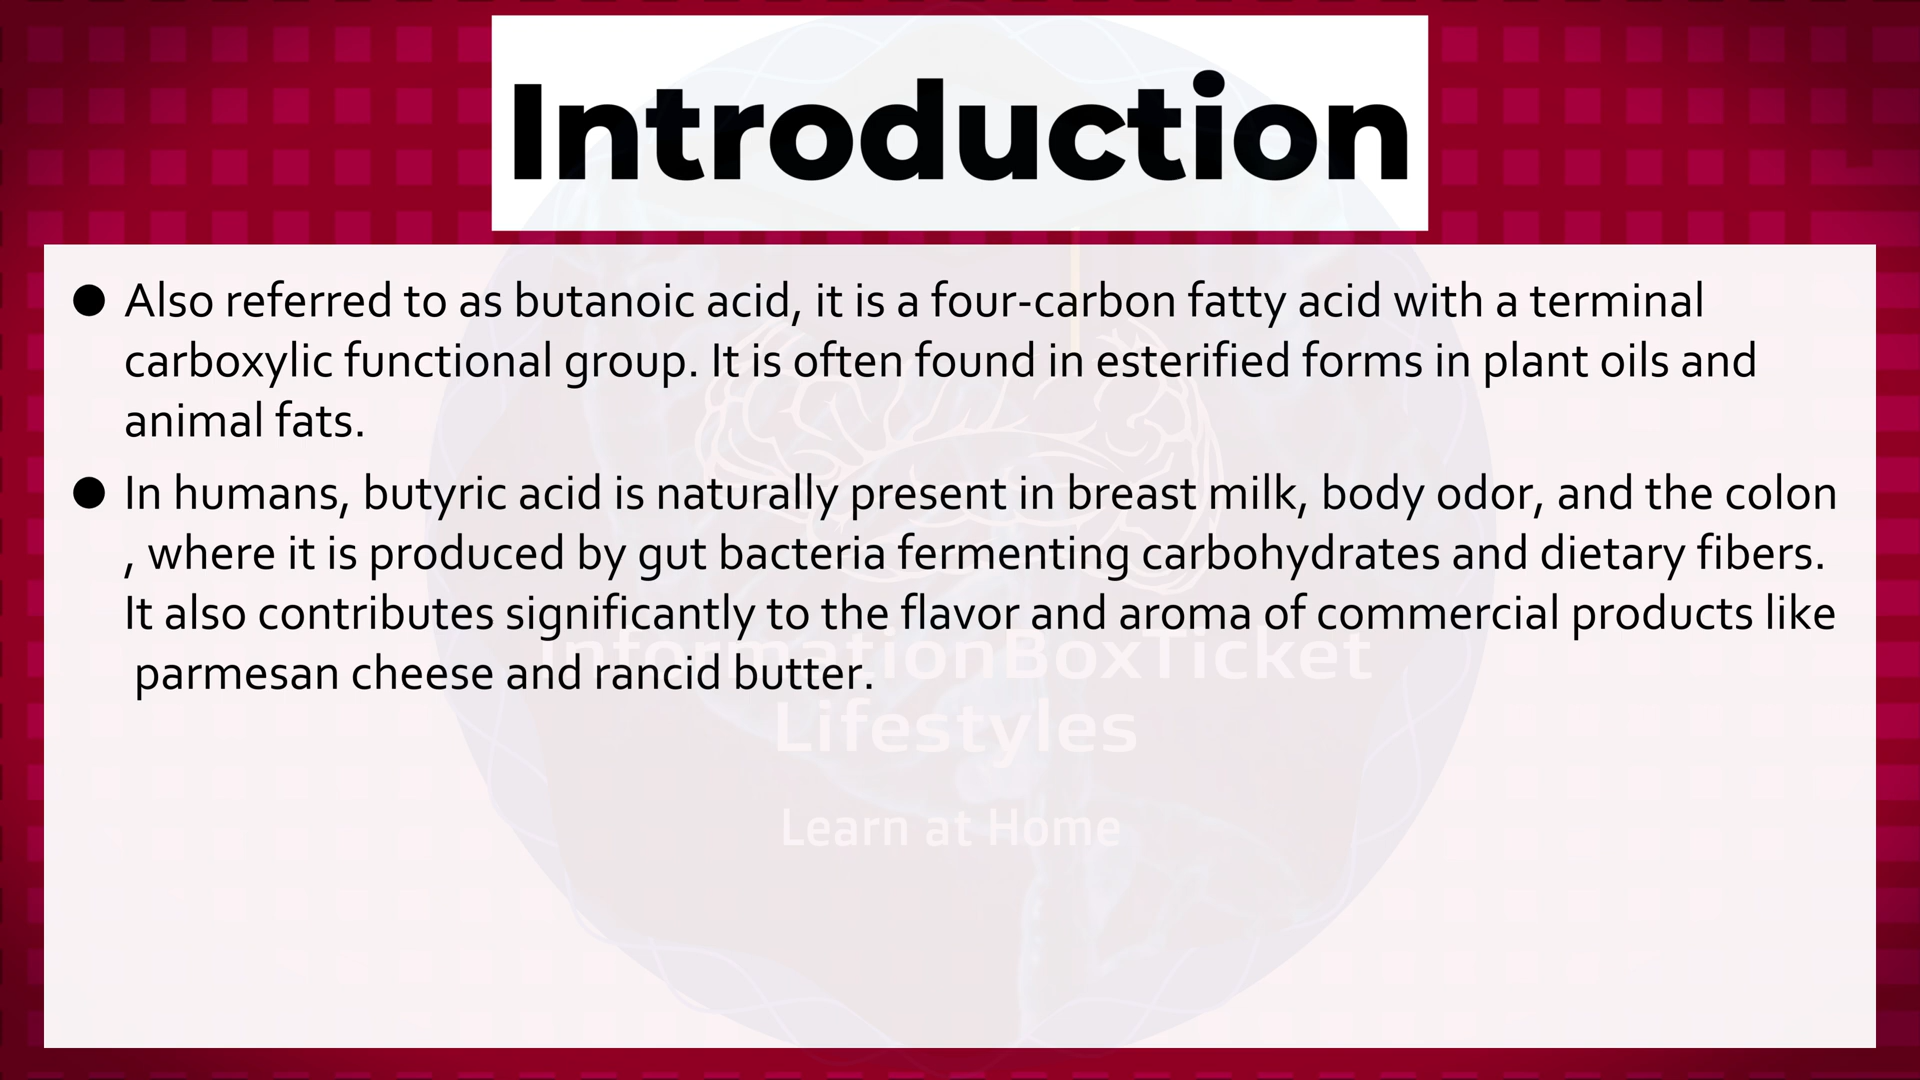 Introduction
● Also referred to as butanoic acid, it is a four-carbon fatty acid with a terminal
carboxylic functional group. It is often found in esterified forms in plant oils and
animal fats.
● In humans, butyric acid is naturally present in breast milk, body odor, and the colon
, where it is produced by gut bacteria fermenting carbohydrates and dietary fibers.
It also contributes significantly to the flavor and aroma of commercial products like
parmesan cheese and rancid butter.
InformationBoxTicket
Lifestyles
Learn at Home